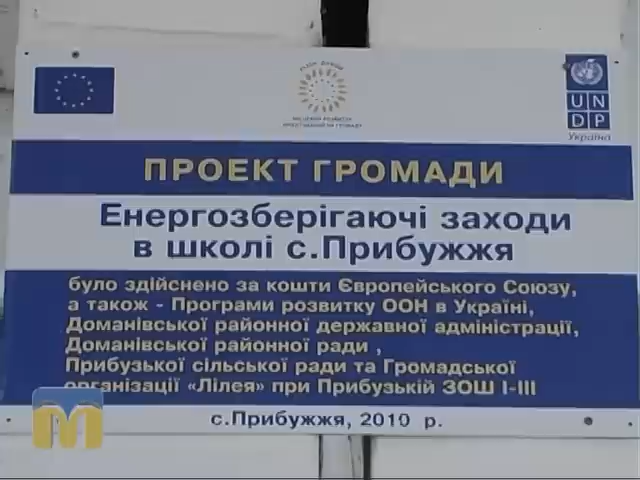 UN
DP
Україна
ПРОЕКТ ГРОМАДИ
Енергозберігаючі заходи
в школі с.Прибужжя
було здійснено за кошти Європейського Союзу,
а також - Програми розвитку ООН в Україні,
Доманівської районної державної адміністрації,
Доманівської районної ради ,
Прибузької сільської ради та Громадської
організації «Лілея» при Прибузькій ЗОШ І-ІІІ
с.Прибужжя, 2010 р.